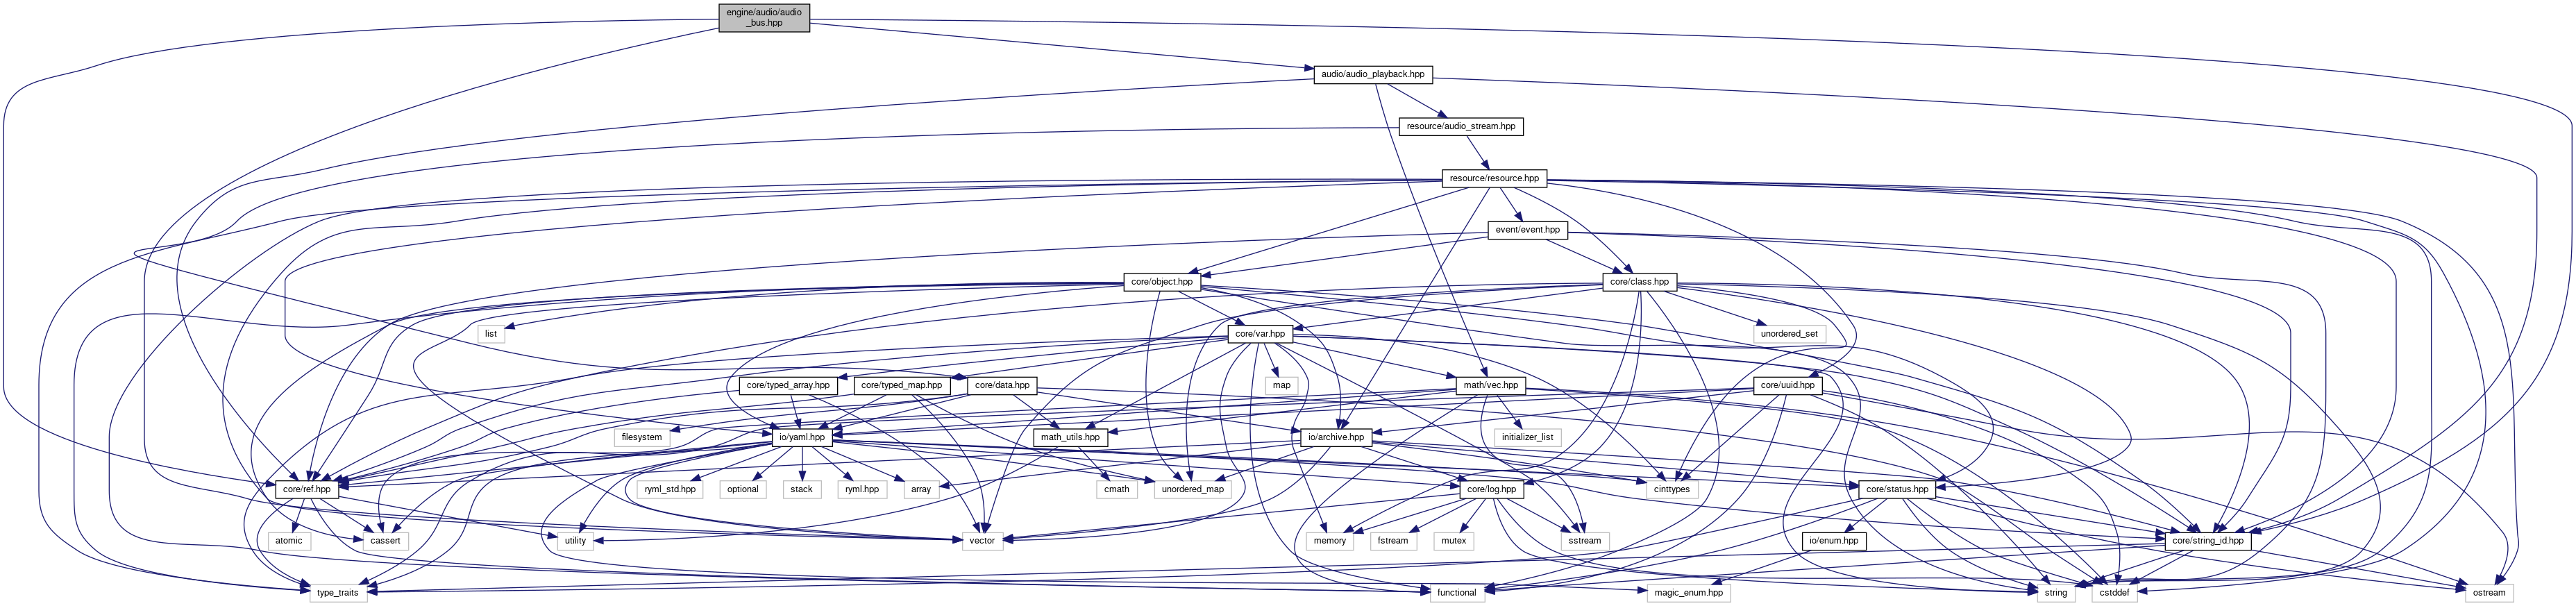 engine/audio/audio
_bus.hpp
audio/audio_playback.hpp
resource/audio_stream.hpp
resource/resource.hpp
event/event.hpp
core/object.hpp
core/class.hpp
list
core/var.hpp
unordered_set
map
core/typed_array.hpp
core/typed_map.hpp
core/data.hpp
math/vec.hpp
core/uuid.hpp
filesystem
io/yaml.hpp
math_utils.hpp
io/archive.hpp
initializer_list
core/ref.hpp
ryml_std.hpp
optional
stack
ryml.hpp
array
cmath
unordered_map
core/log.hpp
cinttypes
core/status.hpp
atomic
cassert
utility
vector
memory
fstream
mutex
sstream
io/enum.hpp
core/string_id.hpp
type_traits
functional
magic_enum.hpp
string
cstddef
ostream